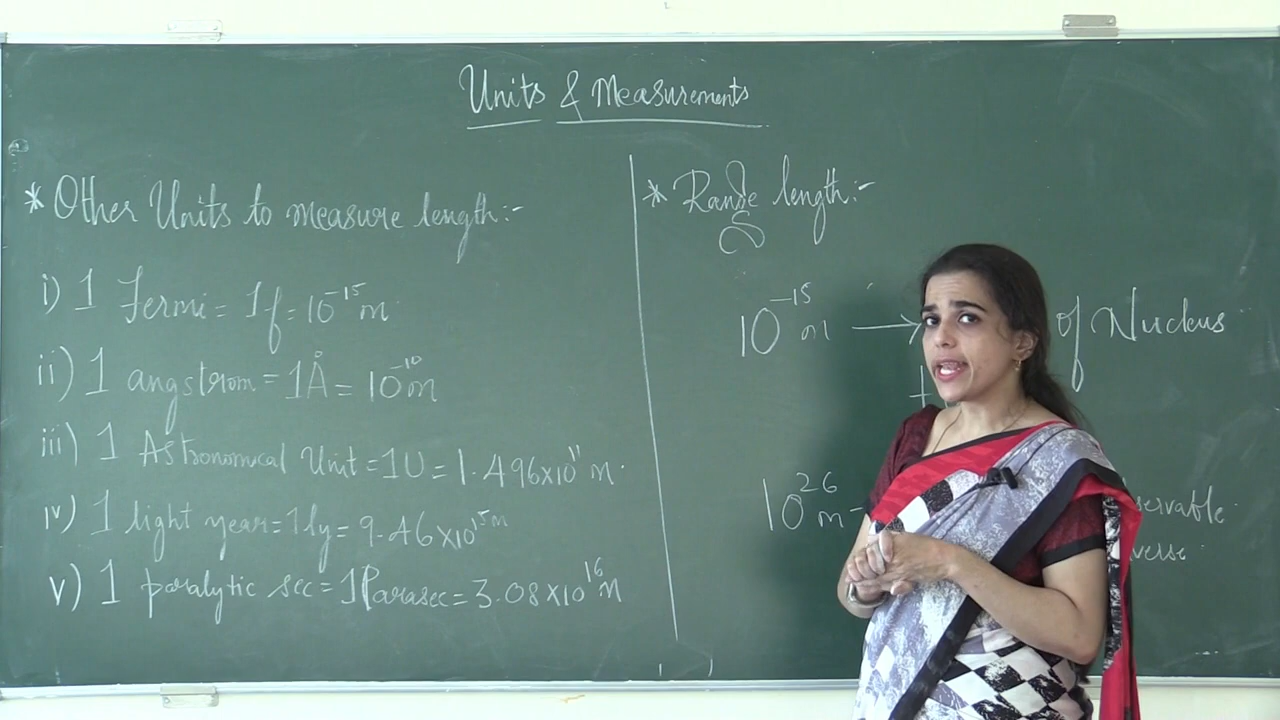 Units & Measurements
* Other Units to measure length:-
i) 1 Fermi = 1f = 10⁻¹⁵ m
ii) 1 angstrom = 1Å = 10⁻¹⁰ m
iii) 1 Astronomical Unit = 1U = 1.496×10¹¹ m.
iv) 1 light year = 1ly = 9.46×10¹⁵ m
v) 1 paralytic sec = 1Parasec = 3.08×10¹⁶ m
* Range length:-
10⁻¹⁵ m → of Nucleus
10²⁶ m - servable
verse.